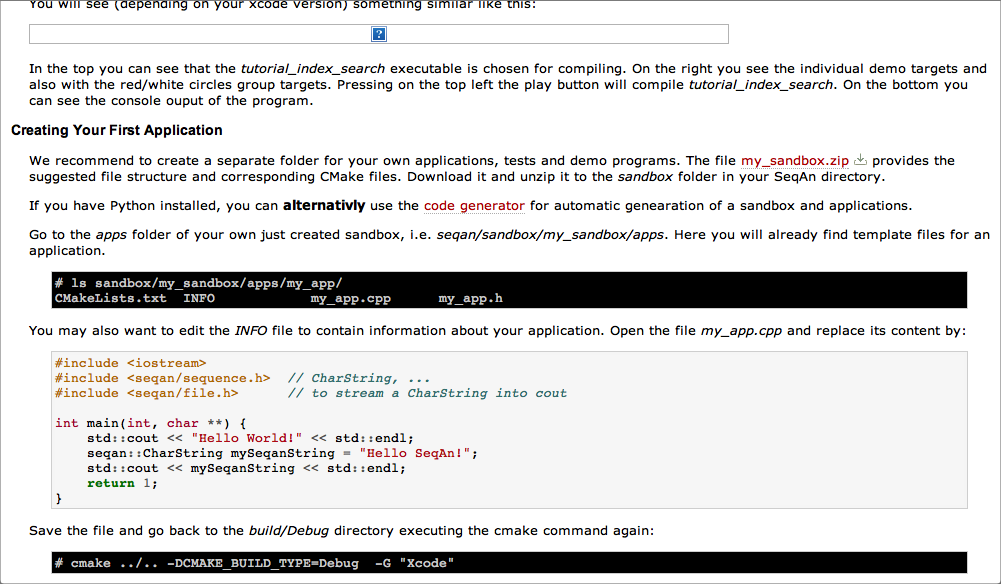 You will see (depending on your xcode version) something similar like this:
?
In the top you can see that the tutorial_index_search executable is chosen for compiling. On the right you see the individual demo targets and
also with the red/white circles group targets. Pressing on the top left the play button will compile tutorial_index_search. On the bottom you
can see the console ouput of the program.
Creating Your First Application
We recommend to create a separate folder for your own applications, tests and demo programs. The file my_sandbox.zip provides the
suggested file structure and corresponding CMake files. Download it and unzip it to the sandbox folder in your SeqAn directory.
If you have Python installed, you can alternativly use the code generator for automatic genearation of a sandbox and applications.
Go to the apps folder of your own just created sandbox, i.e. seqan/sandbox/my_sandbox/apps. Here you will already find template files for an
application.
# ls sandbox/my_sandbox/apps/my_app/
CMakeLists.txt  INFO            my_app.cpp      my_app.h
You may also want to edit the INFO file to contain information about your application. Open the file my_app.cpp and replace its content by:
#include <iostream>
#include <seqan/sequence.h>  // CharString, ...
#include <seqan/file.h>      // to stream a CharString into cout
int main(int, char **) {
    std::cout << "Hello World!" << std::endl;
    seqan::CharString mySeqanString = "Hello SeqAn!";
    std::cout << mySeqanString << std::endl;
    return 1;
}
Save the file and go back to the build/Debug directory executing the cmake command again:
# cmake ../.. -DCMAKE_BUILD_TYPE=Debug  -G "Xcode"